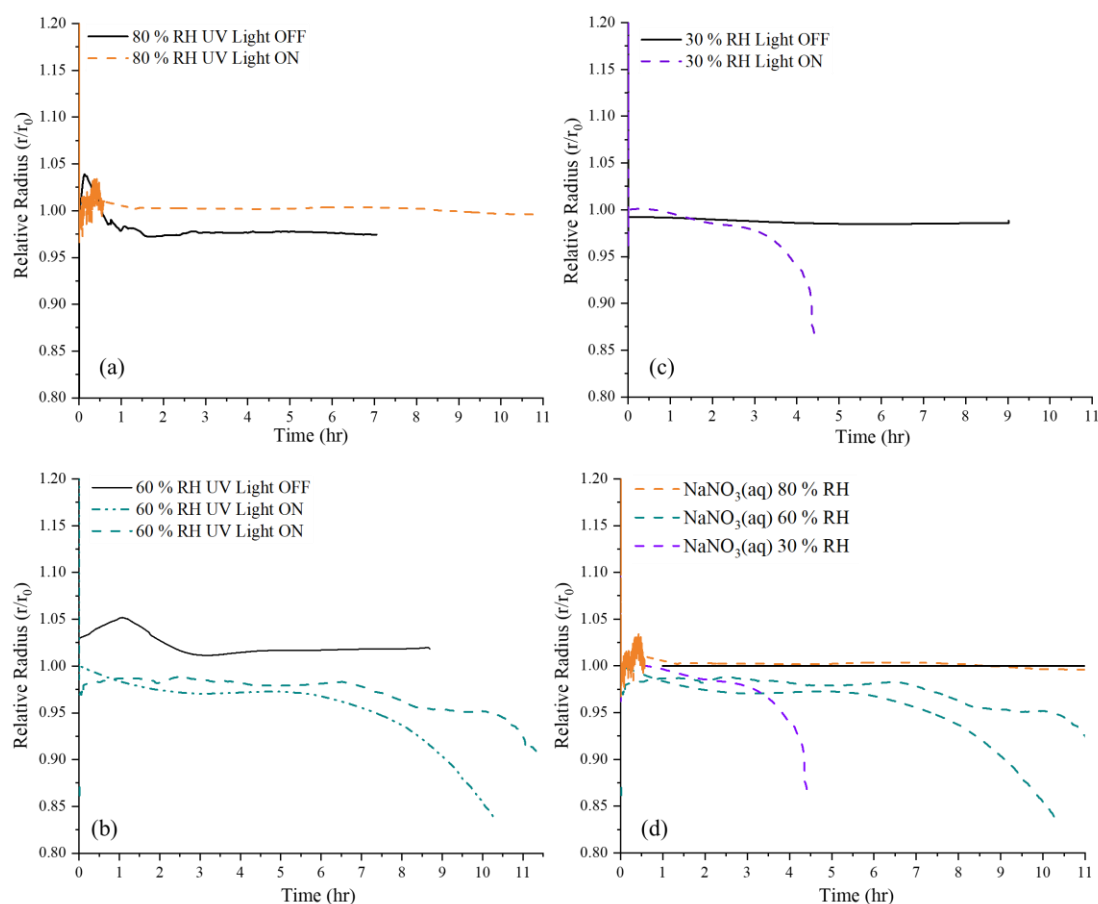 80 % RH UV Light OFF
80 % RH UV Light ON
Relative Radius (r/r₀)
1.20
1.15
1.10
1.05
1.00
0.95
0.90
0.85
0.80
(a)
0 1 2 3 4 5 6 7 8 9 10 11
Time (hr)
30 % RH Light OFF
30 % RH Light ON
Relative Radius (r/r₀)
1.20
1.15
1.10
1.05
1.00
0.95
0.90
0.85
0.80
(c)
0 1 2 3 4 5 6 7 8 9 10 11
Time (hr)
60 % RH UV Light OFF
60 % RH UV Light ON
60 % RH UV Light ON
Relative Radius (r/r₀)
1.20
1.15
1.10
1.05
1.00
0.95
0.90
0.85
0.80
(b)
0 1 2 3 4 5 6 7 8 9 10 11
Time (hr)
NaNO₃(aq) 80 % RH
NaNO₃(aq) 60 % RH
NaNO₃(aq) 30 % RH
Relative Radius (r/r₀)
1.20
1.15
1.10
1.05
1.00
0.95
0.90
0.85
0.80
(d)
0 1 2 3 4 5 6 7 8 9 10 11
Time (hr)